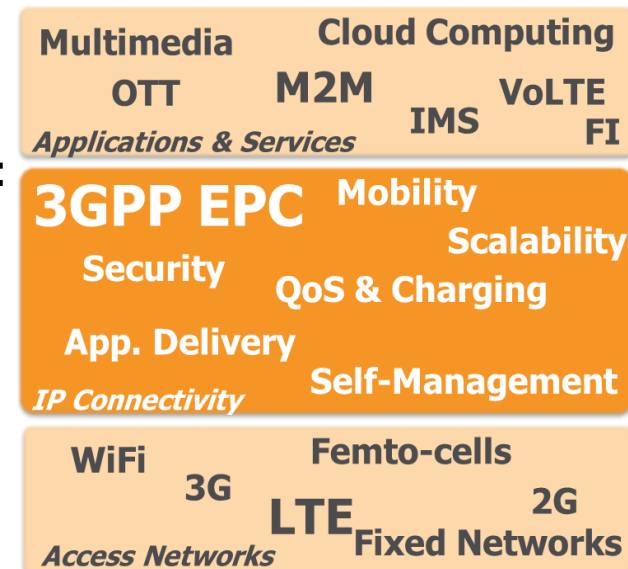 Multimedia
Cloud Computing
OTT
M2M
VoLTE
IMS
FI
Applications & Services
:
3GPP EPC
Mobility
Scalability
Security
QoS & Charging
App. Delivery
Self-Management
IP Connectivity
WiFi
Femto-cells
3G
2G
LTE
Fixed Networks
Access Networks